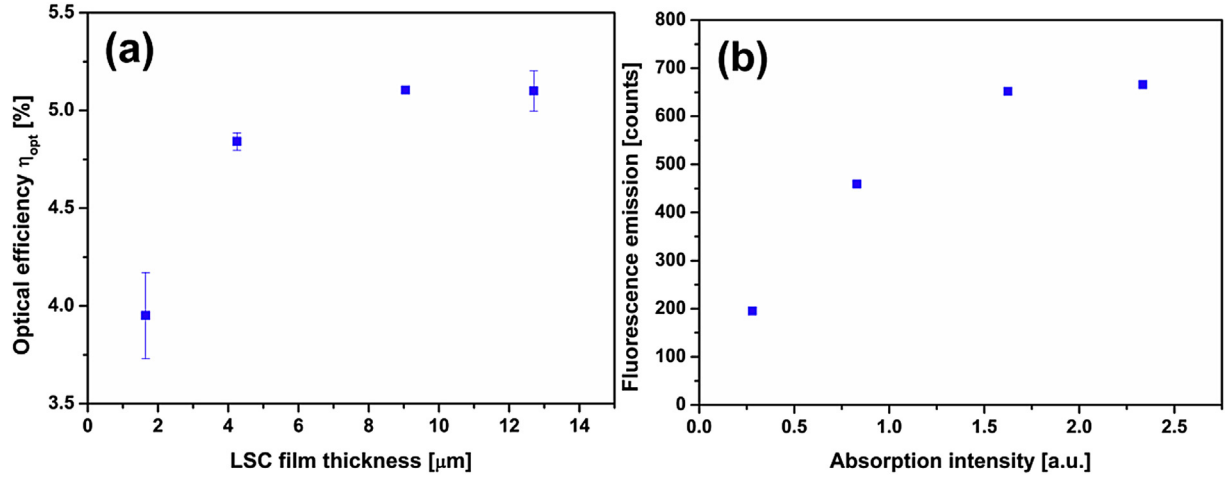 (a)
Optical efficiency ηopt [%]
5.5
5.0
4.5
4.0
3.5
0 2 4 6 8 10 12 14
LSC film thickness [μm]
(b)
Fluorescence emission [counts]
800
700
600
500
400
300
200
100
0
0.0 0.5 1.0 1.5 2.0 2.5
Absorption intensity [a.u.]